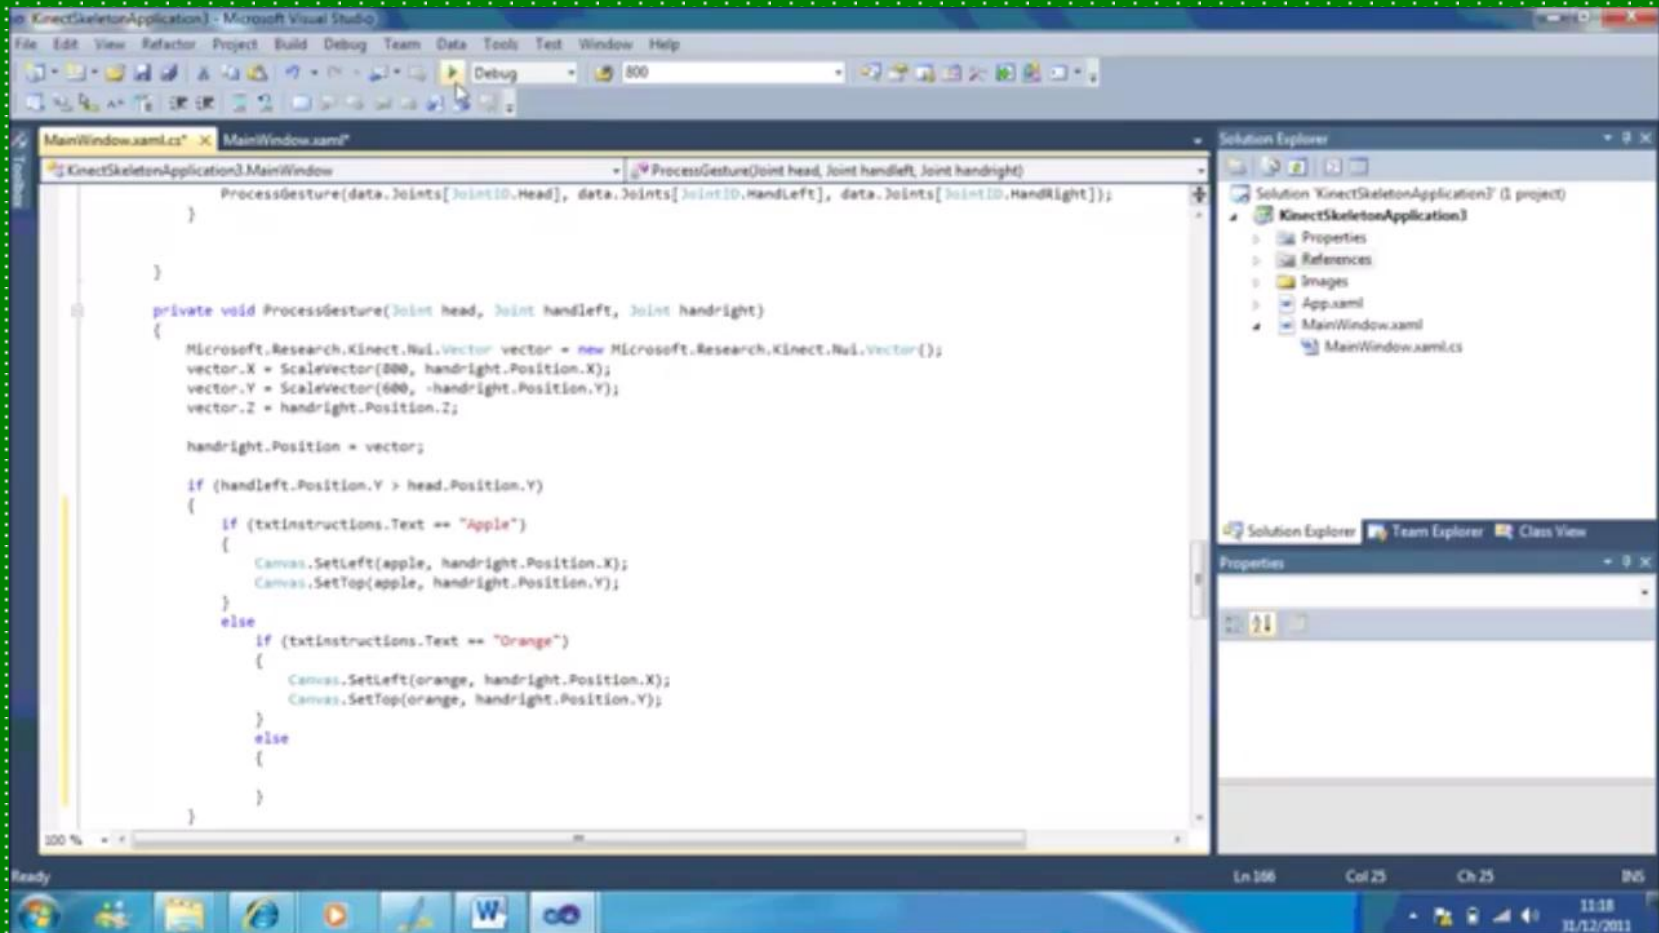 KinectSkeletonApplication3 - Microsoft Visual Studio
File Edit View Refactor Project Build Debug Team Data Tools Test Window Help
Debug 800
MainWindow.xaml.cs* MainWindow.xaml*
Toolbox
KinectSkeletonApplication3.MainWindow ProcessGesture(Joint head, Joint handleft, Joint handright)
ProcessGesture(data.Joints[JointID.Head], data.Joints[JointID.HandLeft], data.Joints[JointID.HandRight]);
}
}
private void ProcessGesture(Joint head, Joint handleft, Joint handright)
{
Microsoft.Research.Kinect.Nui.Vector vector = new Microsoft.Research.Kinect.Nui.Vector();
vector.X = ScaleVector(800, handright.Position.X);
vector.Y = ScaleVector(600, -handright.Position.Y);
vector.Z = handright.Position.Z;
handright.Position = vector;
if (handleft.Position.Y > head.Position.Y)
{
if (txtinstructions.Text == "Apple")
{
Canvas.SetLeft(apple, handright.Position.X);
Canvas.SetTop(apple, handright.Position.Y);
}
else
if (txtinstructions.Text == "Orange")
{
Canvas.SetLeft(orange, handright.Position.X);
Canvas.SetTop(orange, handright.Position.Y);
}
else
{
}
}
100 %
Solution Explorer
Solution 'KinectSkeletonApplication3' (1 project)
KinectSkeletonApplication3
Properties
References
Images
App.xaml
MainWindow.xaml
MainWindow.xaml.cs
Solution Explorer Team Explorer Class View
Properties
Ready Ln 166 Col 25 Ch 25 INS
11:18
31/12/2011